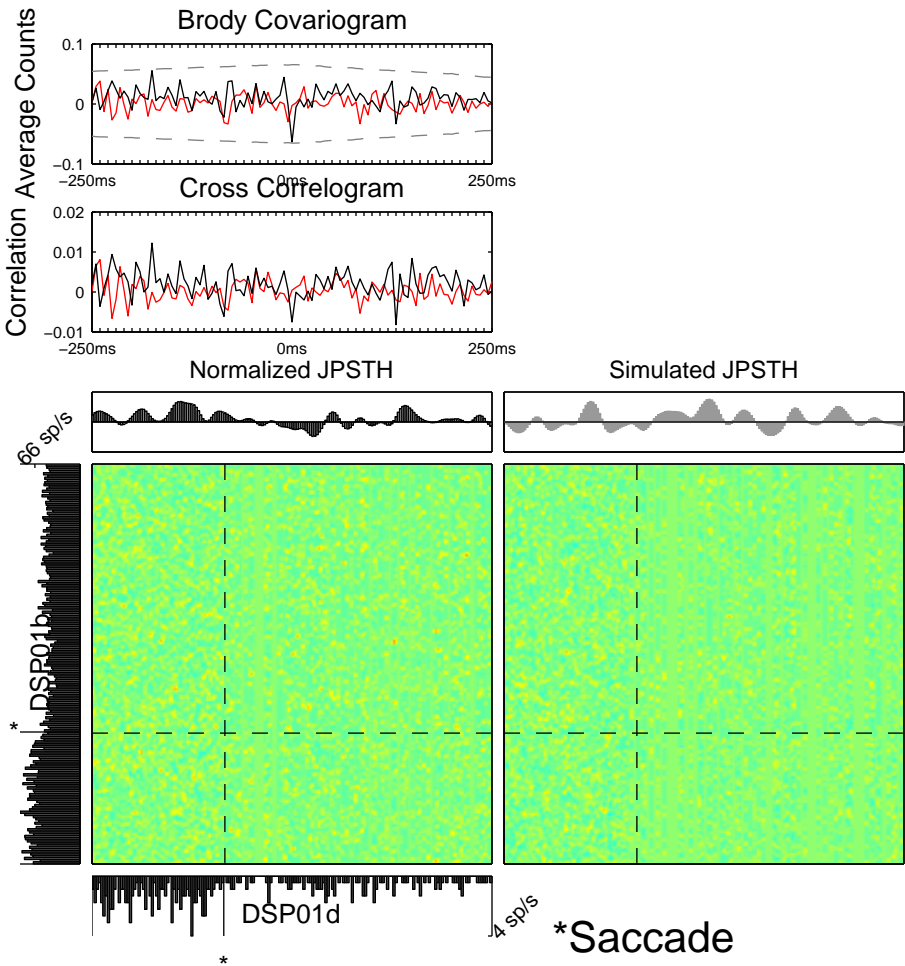 Brody Covariogram
Average Counts
0.1
0
−0.1
−250ms
0ms
250ms
Cross Correlogram
Correlation
0.02
0.01
0
−0.01
−250ms
0ms
250ms
Normalized JPSTH
Simulated JPSTH
66 sp/s
DSP01b
*
DSP01d
4 sp/s
*
*Saccade